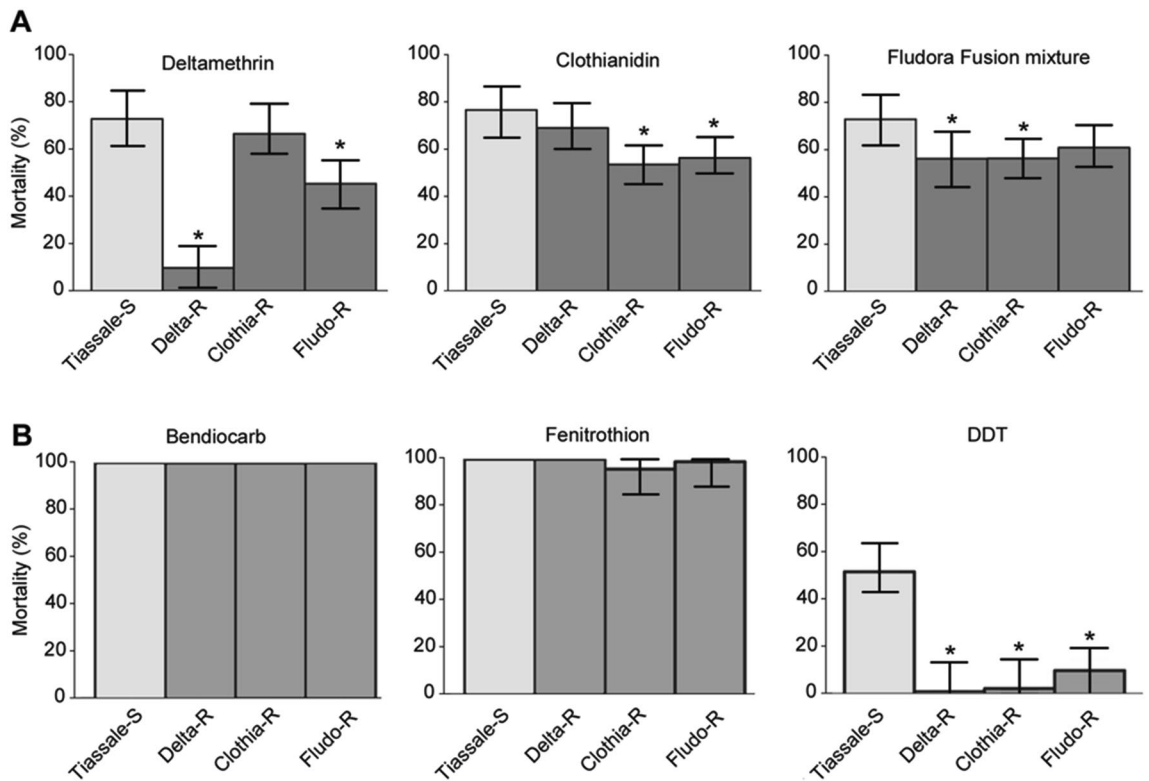 A
Deltamethrin
Clothianidin
Fludora Fusion mixture
Mortality (%)
100
80
60
40
20
0
*
*
Tiassale-S
Delta-R
Clothia-R
Fludo-R
100
80
60
40
20
0
*
*
Tiassale-S
Delta-R
Clothia-R
Fludo-R
100
80
60
40
20
0
*
*
Tiassale-S
Delta-R
Clothia-R
Fludo-R
B
Bendiocarb
Fenitrothion
DDT
Mortality (%)
100
80
60
40
20
0
Tiassale-S
Delta-R
Clothia-R
Fludo-R
100
80
60
40
20
0
Tiassale-S
Delta-R
Clothia-R
Fludo-R
100
80
60
40
20
0
*
*
*
Tiassale-S
Delta-R
Clothia-R
Fludo-R